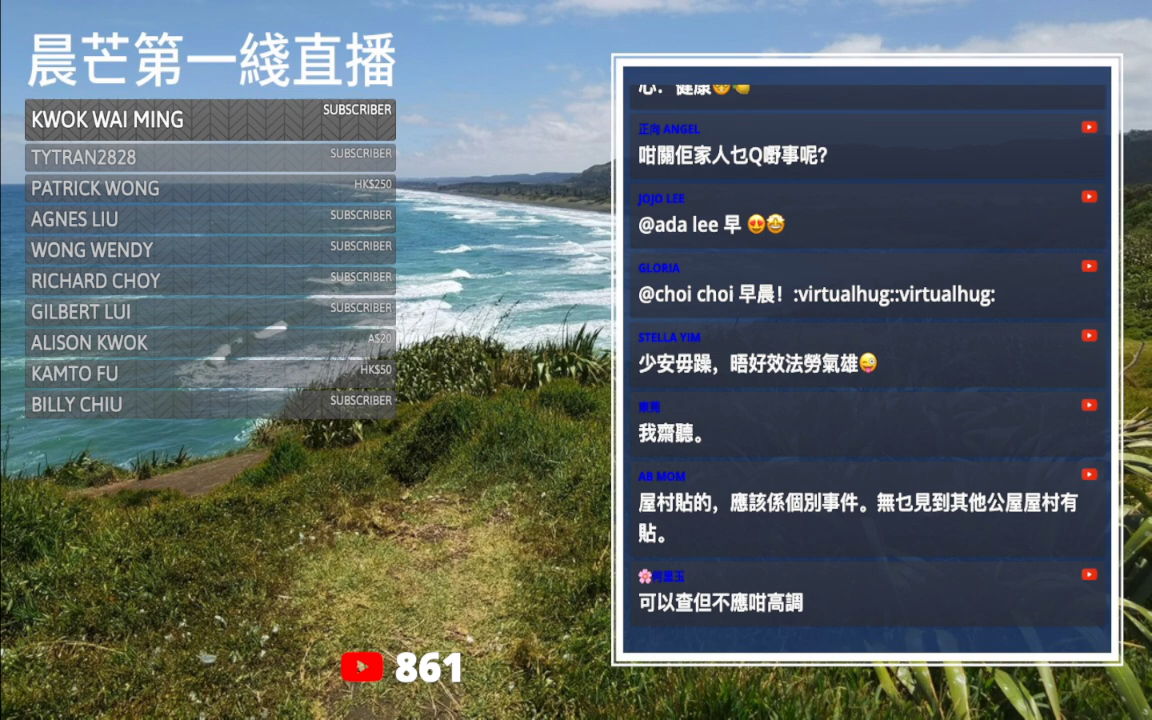 晨芒第一綫直播
KWOK WAI MING SUBSCRIBER
TYTRAN2828 SUBSCRIBER
PATRICK WONG HK$250
AGNES LIU SUBSCRIBER
WONG WENDY SUBSCRIBER
RICHARD CHOY SUBSCRIBER
GILBERT LUI SUBSCRIBER
ALISON KWOK A$20
KAMTO FU HK$50
BILLY CHIU SUBSCRIBER
861
心．健康😍👏
正向 ANGEL
咁關佢家人乜Q嘢事呢?
JOJO LEE
@ada lee 早 😍🤩
GLORIA
@choi choi 早晨！:virtualhug::virtualhug:
STELLA YIM
少安毋躁，唔好效法勞氣雄😜
我齋聽。
AB MOM
屋村貼的，應該係個別事件。無乜見到其他公屋屋村有
貼。
🌸阿里玉
可以查但不應咁高調